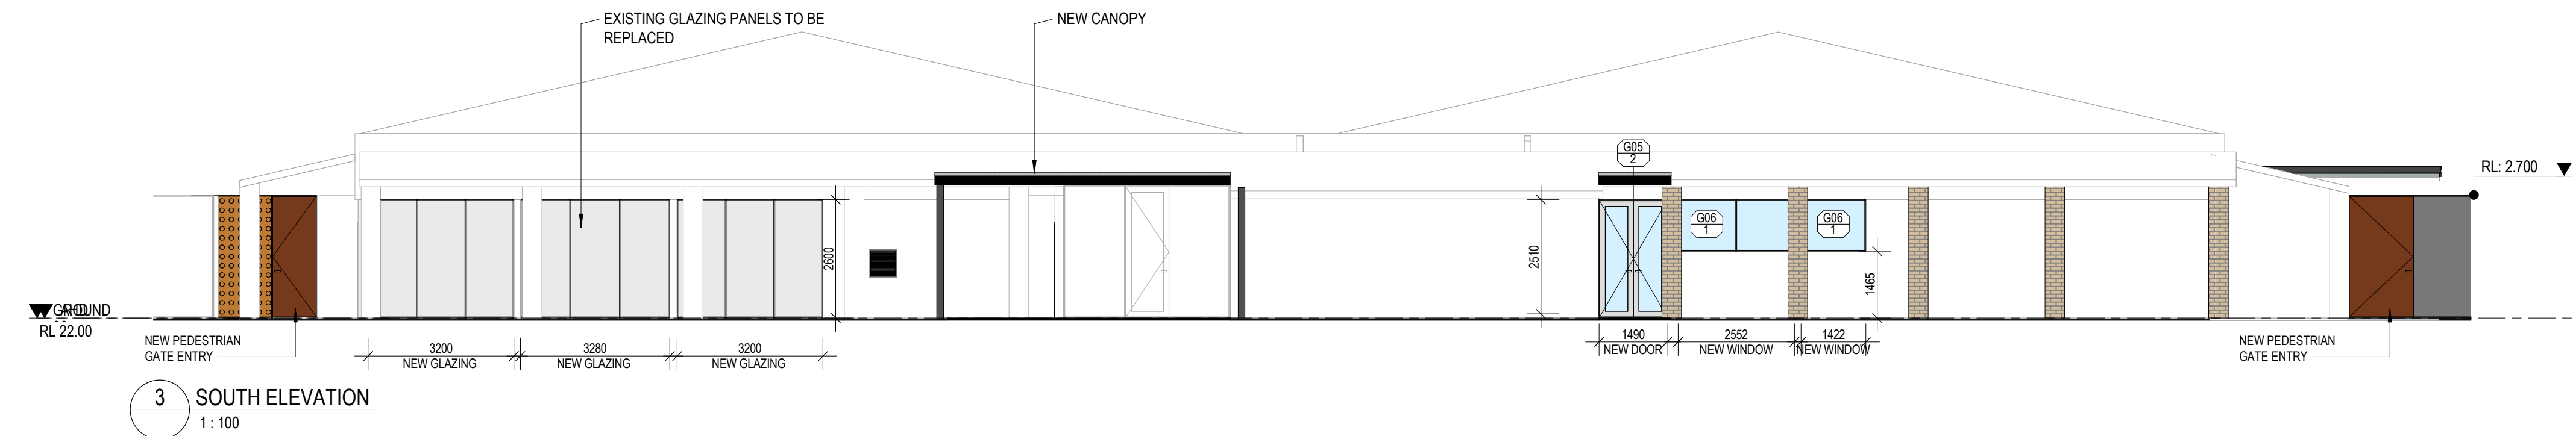 EXISTING GLAZING PANELS TO BE
REPLACED
NEW CANOPY
G05
2
RL: 2.700
G06
1
G06
1
2600
2510
1465
GROUND
RL 22.00
NEW PEDESTRIAN
GATE ENTRY
3200
NEW GLAZING
3280
NEW GLAZING
3200
NEW GLAZING
1490
NEW DOOR
2552
NEW WINDOW
1422
NEW WINDOW
NEW PEDESTRIAN
GATE ENTRY
3
SOUTH ELEVATION
1 : 100